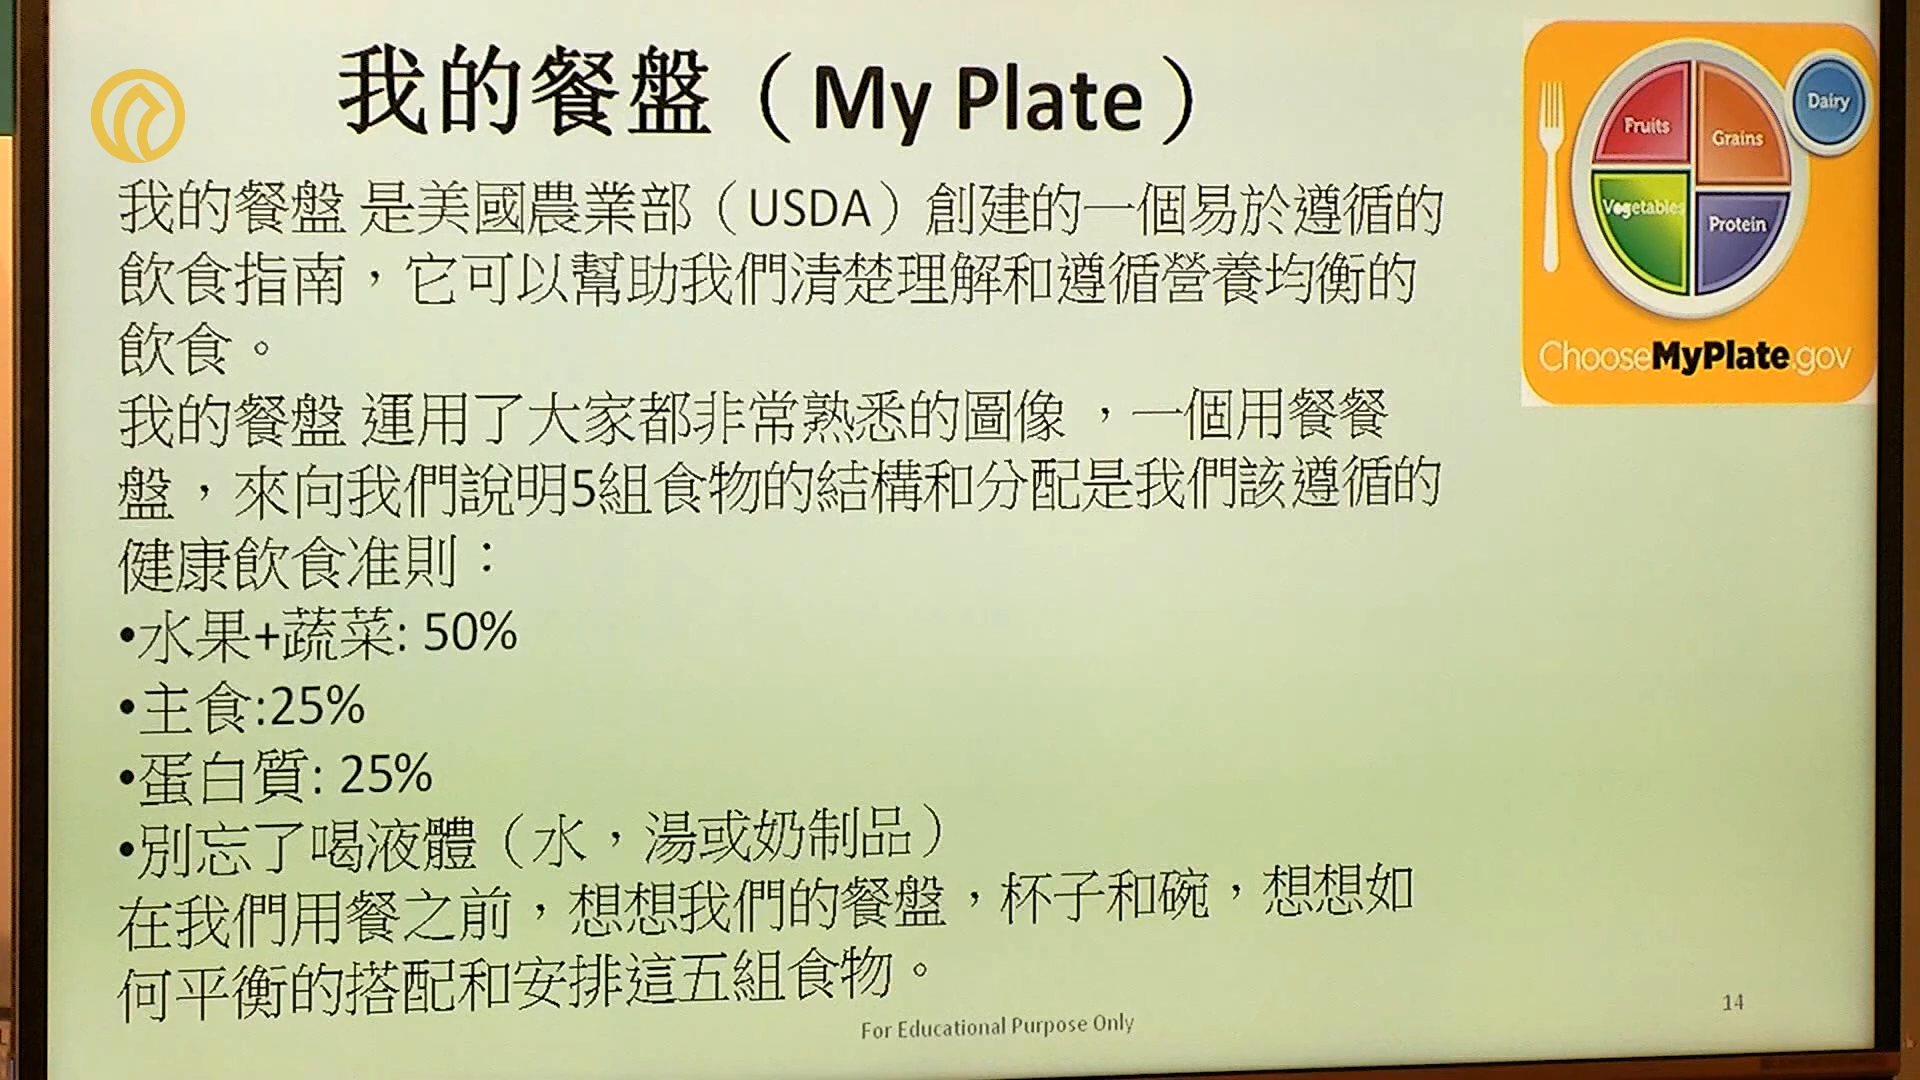 我的餐盤（My Plate）
我的餐盤 是美國農業部（USDA）創建的一個易於遵循的
飲食指南，它可以幫助我們清楚理解和遵循營養均衡的
飲食。
我的餐盤 運用了大家都非常熟悉的圖像 ，一個用餐餐
盤，來向我們說明5組食物的結構和分配是我們該遵循的
健康飲食准則：
•水果+蔬菜: 50%
•主食:25%
•蛋白質: 25%
•別忘了喝液體（水，湯或奶制品）
在我們用餐之前，想想我們的餐盤，杯子和碗，想想如
何平衡的搭配和安排這五組食物。
Fruits
Grains
Dairy
Vegetables
Protein
ChooseMyPlate.gov
For Educational Purpose Only
14